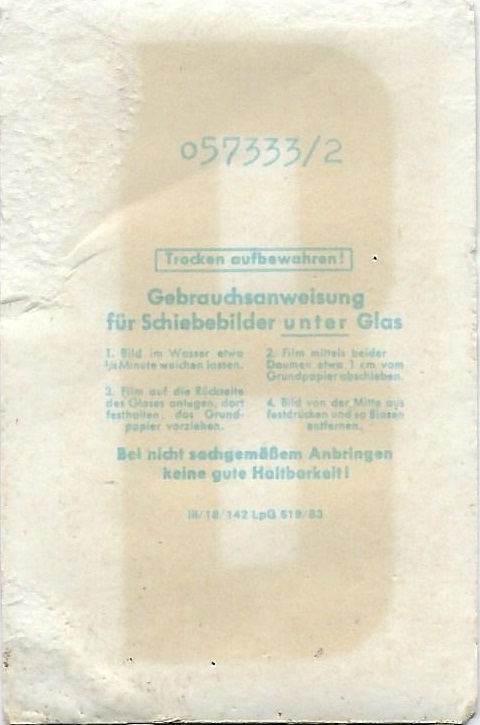 057333/2
Trocken aufbewahren!
Gebrauchsanweisung
für Schiebebilder unter Glas
1. Bild im Wasser etwa
½ Minute weichen lassen.
2. Film mittels beider
Daumen etwa 1 cm vom
Grundpapier abschieben.
3. Film auf die Rückseite
des Glases anlegen, dort
festhalten, das Grund-
papier vorziehen.
4. Bild von der Mitte aus
festdrücken und so Blasen
entfernen.
Bei nicht sachgemäßem Anbringen
keine gute Haltbarkeit!
III/18/142 LpG 519/83